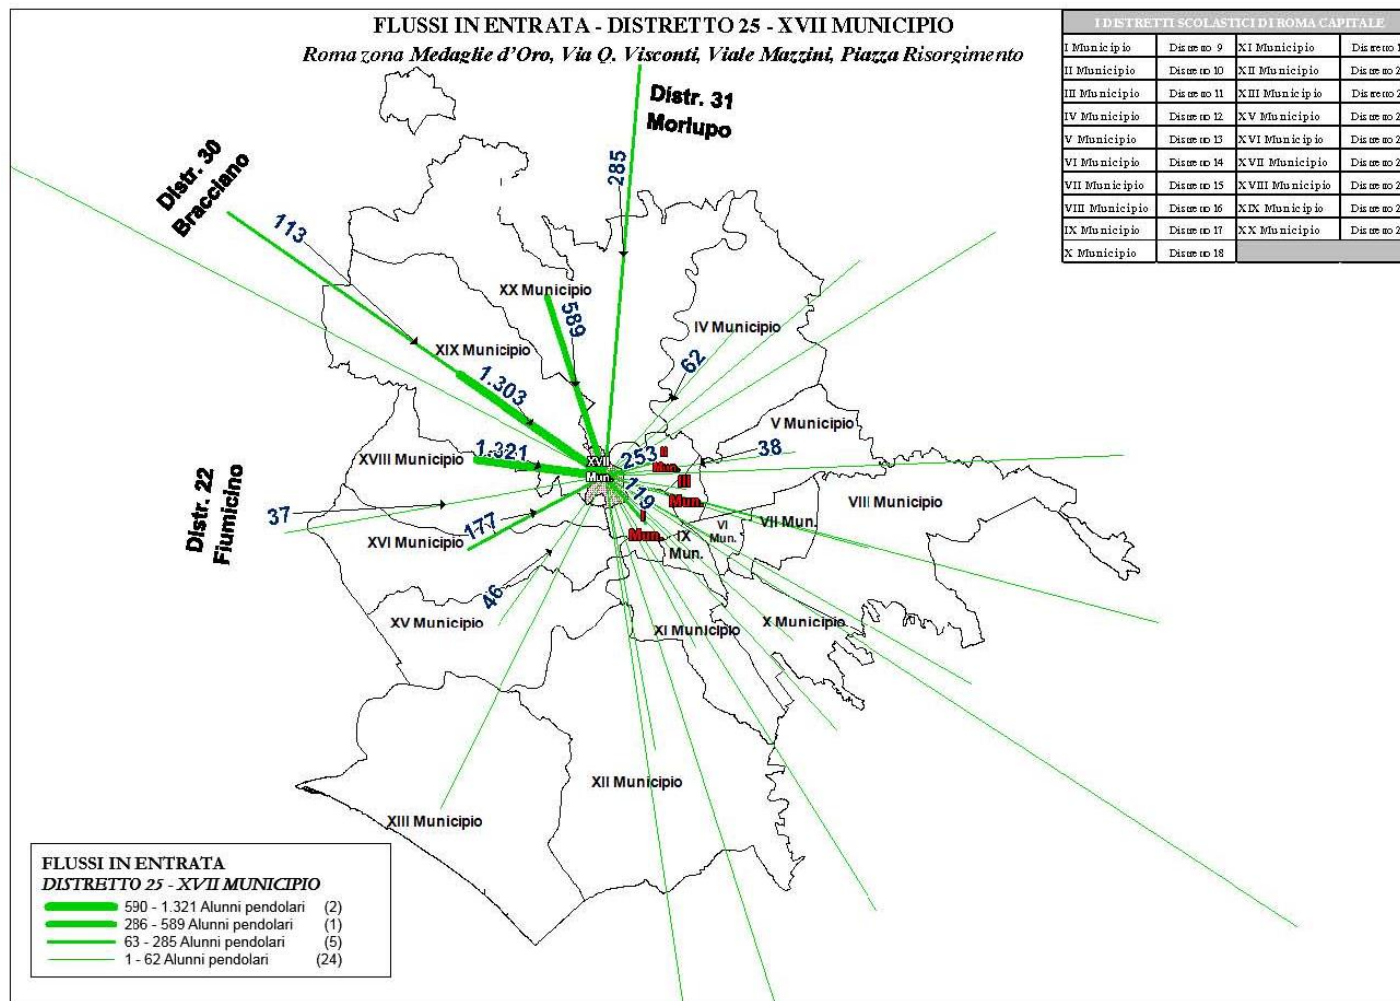 FLUSSI IN ENTRATA - DISTRETTO 25 - XVII MUNICIPIO
Roma zona Medaglie d'Oro, Via Q. Visconti, Viale Mazzini, Piazza Risorgimento
I DISTRETTI SCOLASTICI DI ROMA CAPITALE
I Municipio Distretto 9 XI Municipio
II Municipio Distretto 10 XII Municipio
III Municipio Distretto 11 XIII Municipio
IV Municipio Distretto 12 XV Municipio
V Municipio Distretto 13 XVI Municipio
VI Municipio Distretto 14 XVII Municipio
VII Municipio Distretto 15 XVIII Municipio
VIII Municipio Distretto 16 XIX Municipio
IX Municipio Distretto 17 XX Municipio
X Municipio Distretto 18
Distr. 31
Morlupo
285
Distr. 30
Bracciano
113
XX Municipio
589
IV Municipio
62
XIX Municipio
1.303
V Municipio
38
XVIII Municipio
1.321
XVII
Mun.
253
II
Mun.
III
Mun.
119
I
Mun.
Distr. 22
Fiumicino
37
177
XVI Municipio
IX
Mun.
VI
Mun.
VII Mun.
VIII Municipio
46
XV Municipio
XI Municipio
X Municipio
XII Municipio
XIII Municipio
FLUSSI IN ENTRATA
DISTRETTO 25 - XVII MUNICIPIO
590 - 1.321 Alunni pendolari (2)
286 - 589 Alunni pendolari (1)
63 - 285 Alunni pendolari (5)
1 - 62 Alunni pendolari (24)